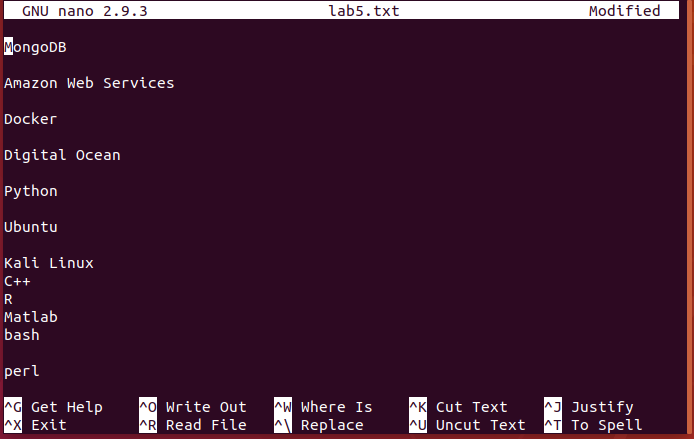 GNU nano 2.9.3 lab5.txt Modified
MongoDB
Amazon Web Services
Docker
Digital Ocean
Python
Ubuntu
Kali Linux
C++
R
Matlab
bash
perl
^G Get Help ^O Write Out ^W Where Is ^K Cut Text ^J Justify
^X Exit ^R Read File ^\ Replace ^U Uncut Text ^T To Spell